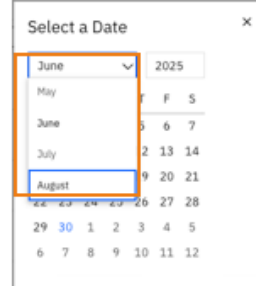 Select a Date ×
June 2025
May
June
July
August
F S
6 7
13 14
19 20 21
26 27 28
29 30 1 2 3 4 5
6 7 8 9 10 11 12